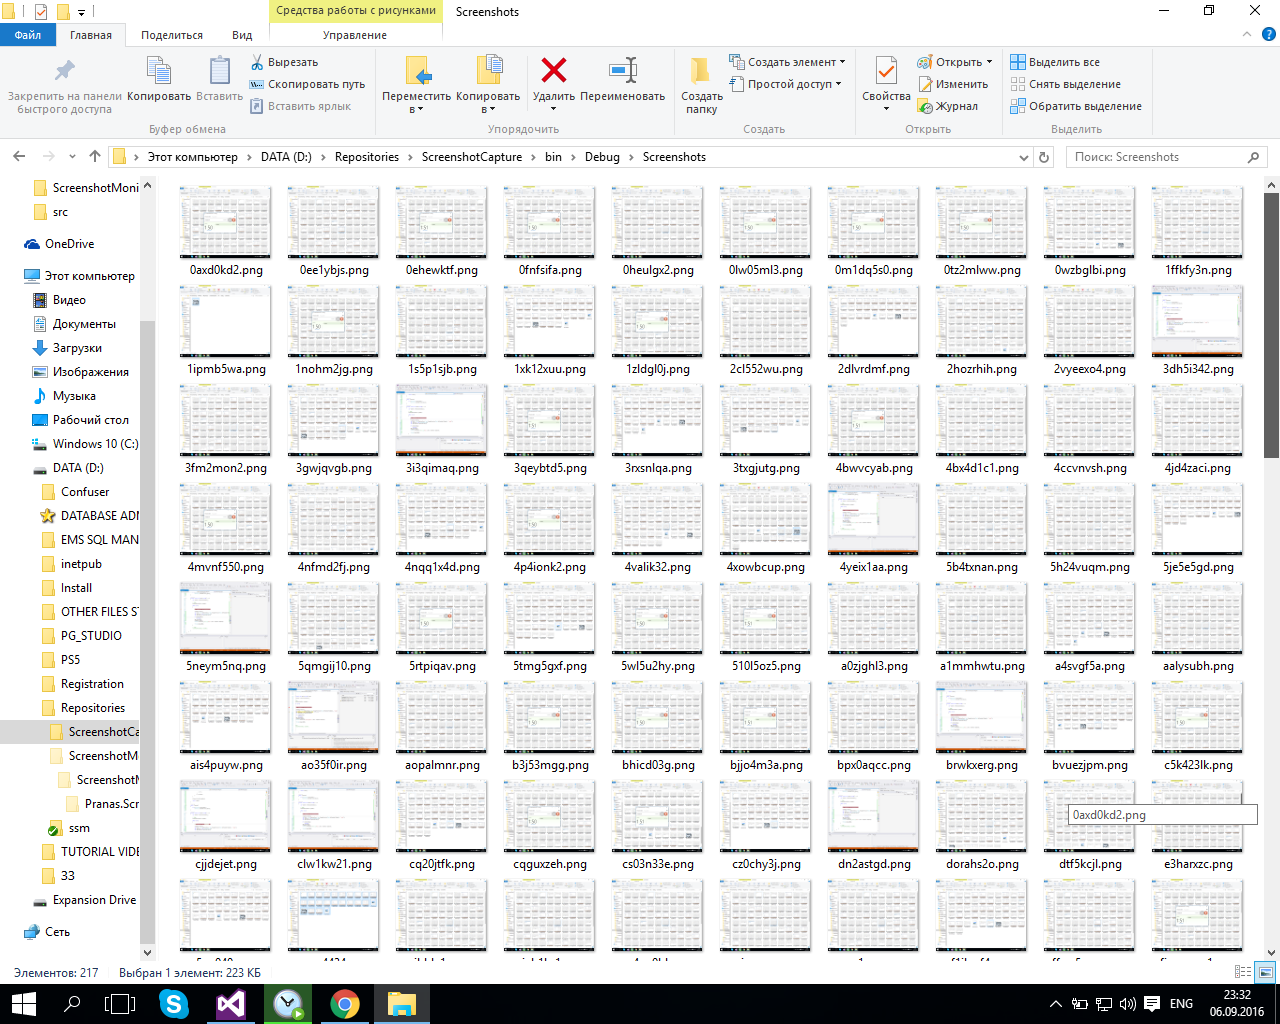 Средства работы с рисунками
Screenshots
Файл
Главная
Поделиться
Вид
Управление
Закрепить на панели быстрого доступа
Копировать
Вставить
Вырезать
Скопировать путь
Вставить ярлык
Буфер обмена
Переместить в
Копировать в
Удалить
Переименовать
Упорядочить
Создать папку
Создать элемент
Простой доступ
Создать
Свойства
Открыть
Изменить
Журнал
Открыть
Выделить все
Снять выделение
Обратить выделение
Выделить
Этот компьютер > DATA (D:) > Repositories > ScreenshotCapture > bin > Debug > Screenshots
Поиск: Screenshots
ScreenshotMoni
src
OneDrive
Этот компьютер
Видео
Документы
Загрузки
Изображения
Музыка
Рабочий стол
Windows 10 (C:)
DATA (D:)
Confuser
DATABASE ADM
EMS SQL MAN
inetpub
Install
OTHER FILES ST
PG_STUDIO
PS5
Registration
Repositories
ScreenshotCa
ScreenshotM
Screenshot
Pranas.Scr
ssm
TUTORIAL VIDE
33
Expansion Drive
Сеть
0axd0kd2.png 0ee1ybjs.png 0ehewktf.png 0fnfsifa.png 0heulgx2.png 0lw05ml3.png 0m1dq5s0.png 0tz2mlww.png 0wzbglbi.png 1ffkfy3n.png
1ipmb5wa.png 1nohm2jg.png 1s5p1sjb.png 1xk12xuu.png 1zldgl0j.png 2cl552wu.png 2dlvrdmf.png 2hozrhih.png 2vyeexo4.png 3dh5i342.png
3fm2mon2.png 3gwjqvgb.png 3i3qimaq.png 3qeybtd5.png 3rxsnlqa.png 3txgjutg.png 4bwvcyab.png 4bx4d1c1.png 4ccvnvsh.png 4jd4zaci.png
4mvnf550.png 4nfmd2fj.png 4nqq1x4d.png 4p4ionk2.png 4valik32.png 4xowbcup.png 4yeix1aa.png 5b4txnan.png 5h24vuqm.png 5je5e5gd.png
5neym5nq.png 5qmgij10.png 5rtpiqav.png 5tmg5gxf.png 5wl5u2hy.png 510l5oz5.png a0zjghl3.png a1mmhwtu.png a4svgf5a.png aalysubh.png
ais4puyw.png ao35f0ir.png aopalmnr.png b3j53mgg.png bhicd03g.png bjjo4m3a.png bpx0aqcc.png brwkxerg.png bvuezjpm.png c5k423lk.png
0axd0kd2.png
cjjdejet.png clw1kw21.png cq20jtfk.png cqguxzeh.png cs03n33e.png cz0chy3j.png dn2astgd.png dorahs2o.png dtf5kcjl.png e3harxzc.png
Элементов: 217
Выбран 1 элемент: 223 КБ
ENG
23:32
06.09.2016